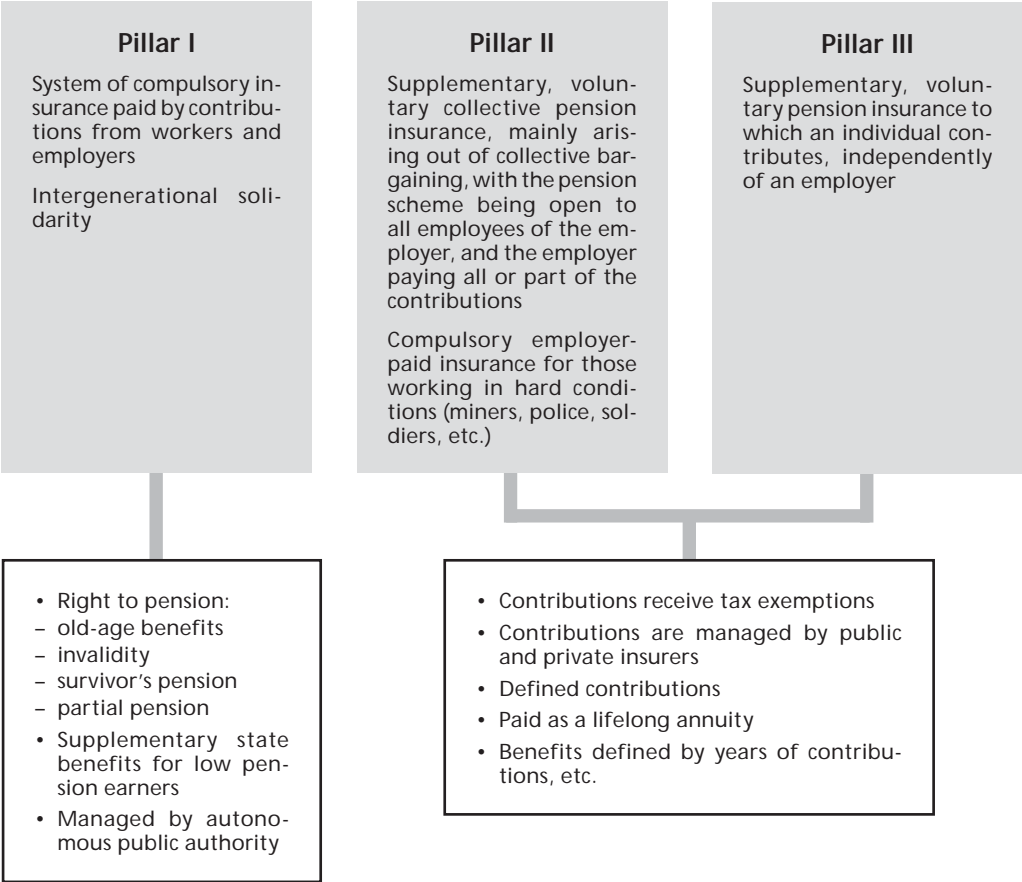 Pillar I
System of compulsory in-
surance paid by contribu-
tions from workers and
employers
Intergenerational soli-
darity
Pillar II
Supplementary, volun-
tary collective pension
insurance, mainly aris-
ing out of collective bar-
gaining, with the pension
scheme being open to
all employees of the em-
ployer, and the employer
paying all or part of the
contributions
Compulsory employer-
paid insurance for those
working in hard condi-
tions (miners, police, sol-
diers, etc.)
Pillar III
Supplementary, volun-
tary pension insurance to
which an individual con-
tributes, independently
of an employer
• Right to pension:
– old-age benefits
– invalidity
– survivor's pension
– partial pension
• Supplementary state
benefits for low pen-
sion earners
• Managed by autono-
mous public authority
• Contributions receive tax exemptions
• Contributions are managed by public
and private insurers
• Defined contributions
• Paid as a lifelong annuity
• Benefits defined by years of contribu-
tions, etc.